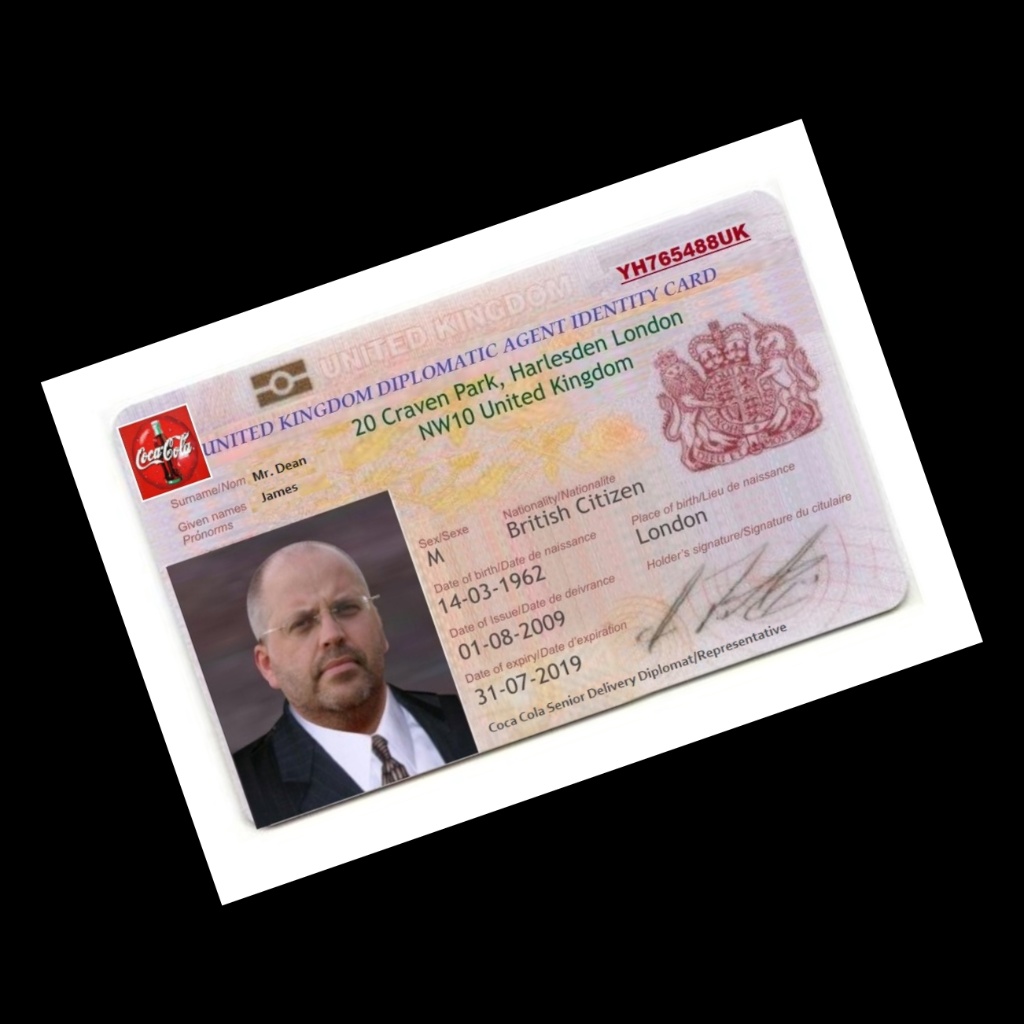 YH765488UK
UNITED KINGDOM
UNITED KINGDOM DIPLOMATIC AGENT IDENTITY CARD
20 Craven Park, Harlesden London
NW10 United Kingdom
Coca-Cola
Surname/Nom Mr. Dean
Given names James
Prónorms
Sex/Sexe
M
Nationality/Nationalite
British Citizen
Date of birth/Date de naissance
14-03-1962
Place of birth/Lieu de naissance
London
Date of issue/Date de deivrance
01-08-2009
Holder's signature/Signature du citulaire
Date of expiry/Date d'expiration
31-07-2019
Coca Cola Senior Delivery Diplomat/Representative